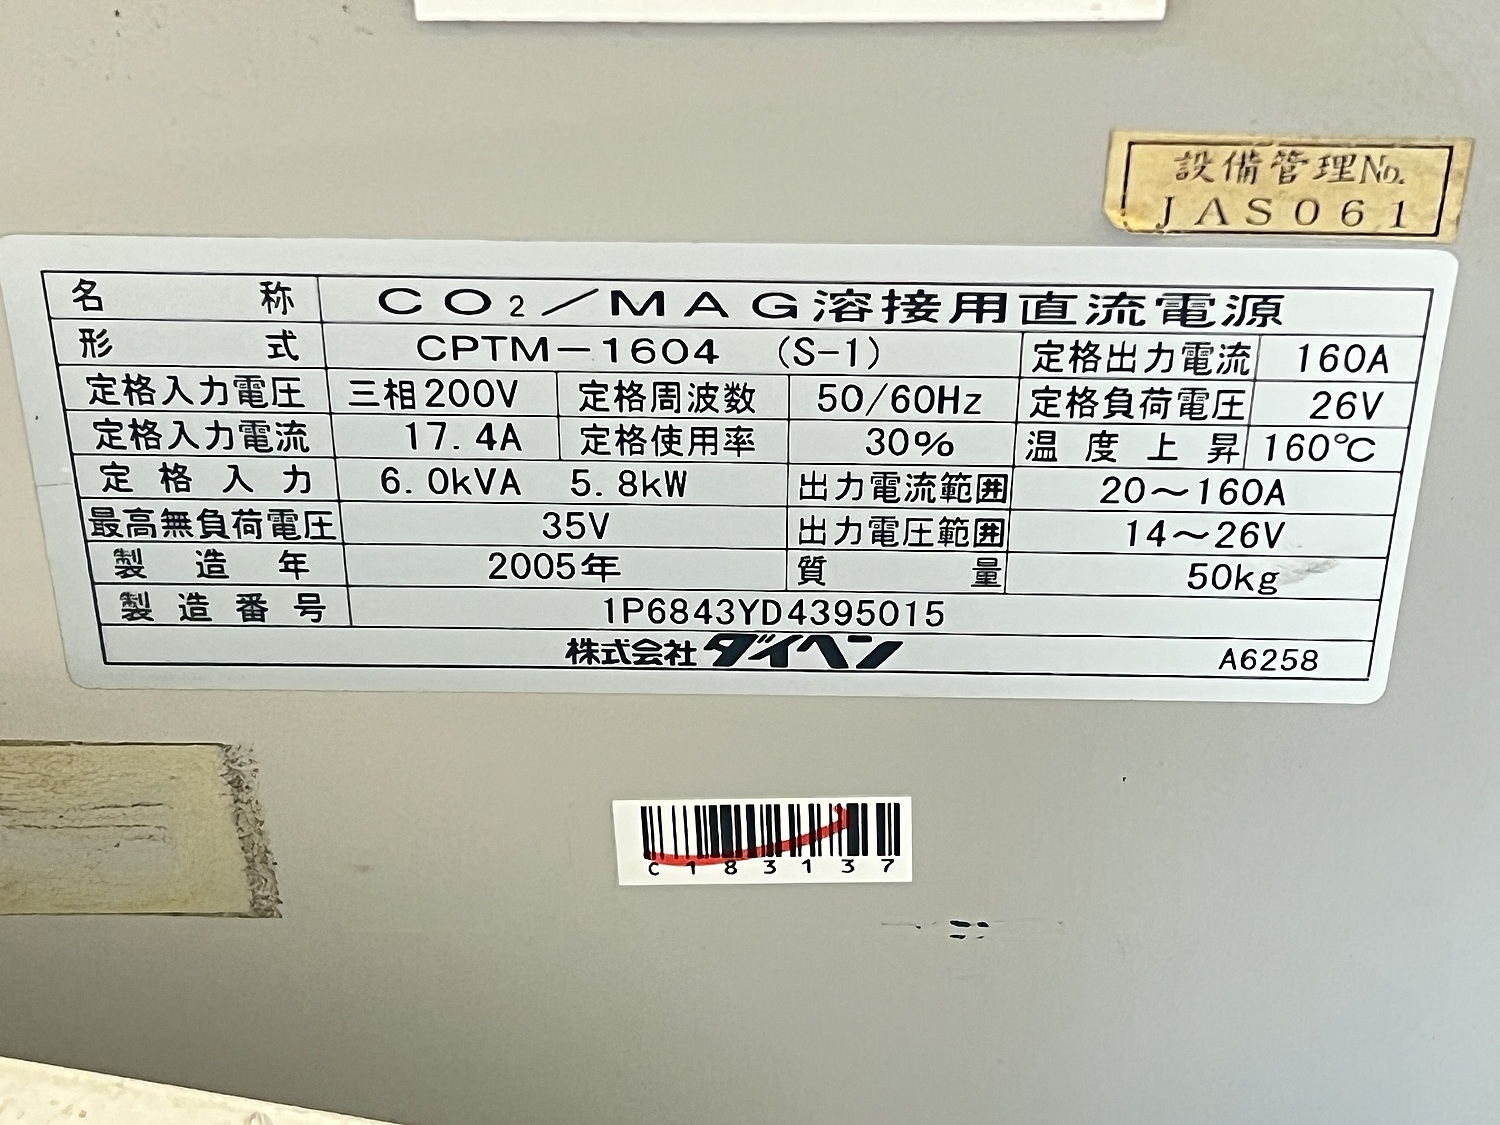 設備管理No.
JAS061
名称 CO₂／MAG溶接用直流電源
形式 CPTM－1604 (S-1) 定格出力電流 160A
定格入力電圧 三相200V 定格周波数 50/60Hz 定格負荷電圧 26V
定格入力電流 17.4A 定格使用率 30% 温度上昇 160℃
定格入力 6.0kVA 5.8kW 出力電流範囲 20～160A
最高無負荷電圧 35V 出力電圧範囲 14～26V
製造年 2005年 質量 50kg
製造番号 1P6843YD4395015
株式会社ダイヘン A6258
C183137